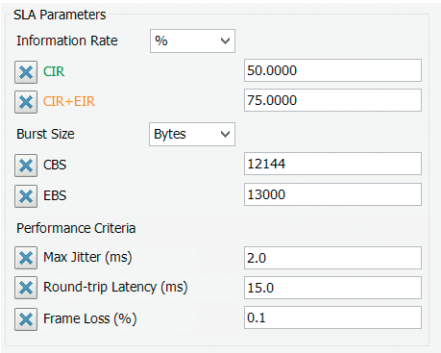 SLA Parameters
Information Rate %
CIR 50.0000
CIR+EIR 75.0000
Burst Size Bytes
CBS 12144
EBS 13000
Performance Criteria
Max Jitter (ms) 2.0
Round-trip Latency (ms) 15.0
Frame Loss (%) 0.1